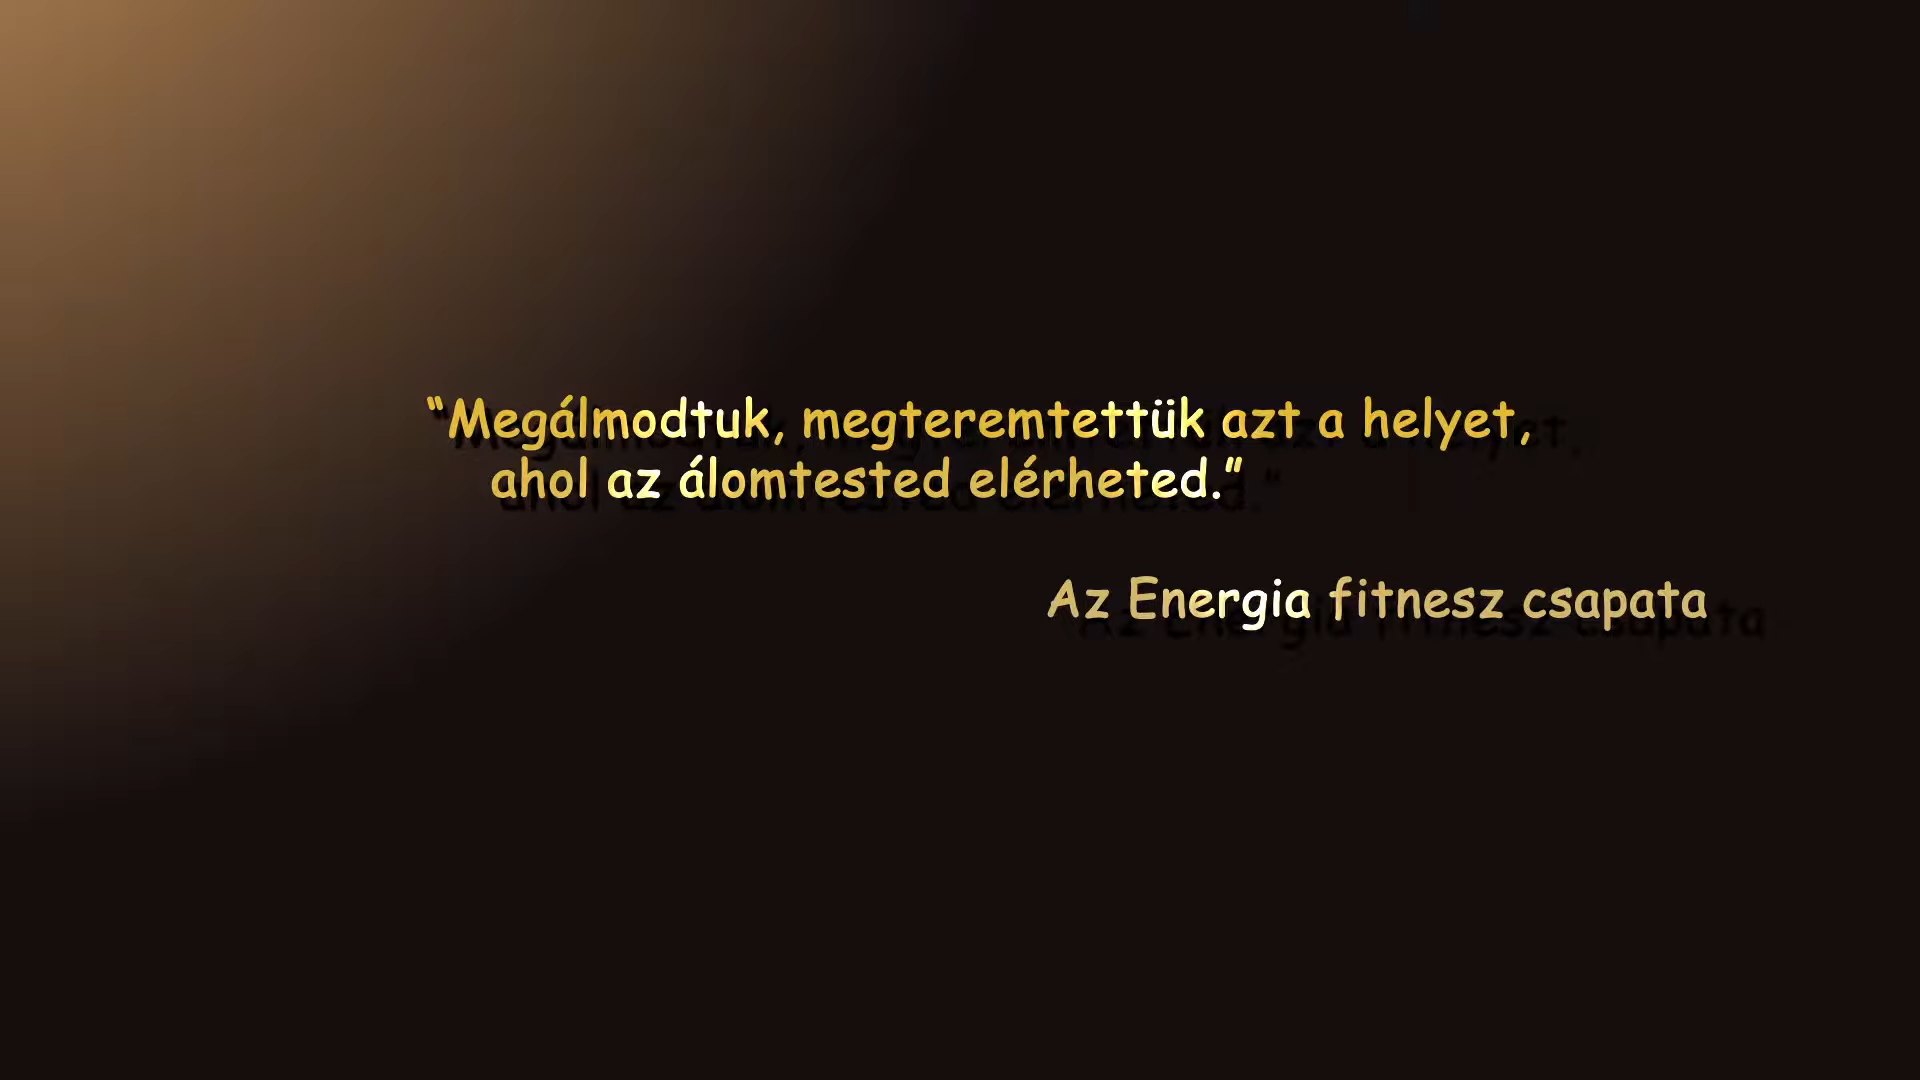 “Megálmodtuk, megteremtettük azt a helyet,
ahol az álomtested elérheted.”
Az Energia fitnesz csapata